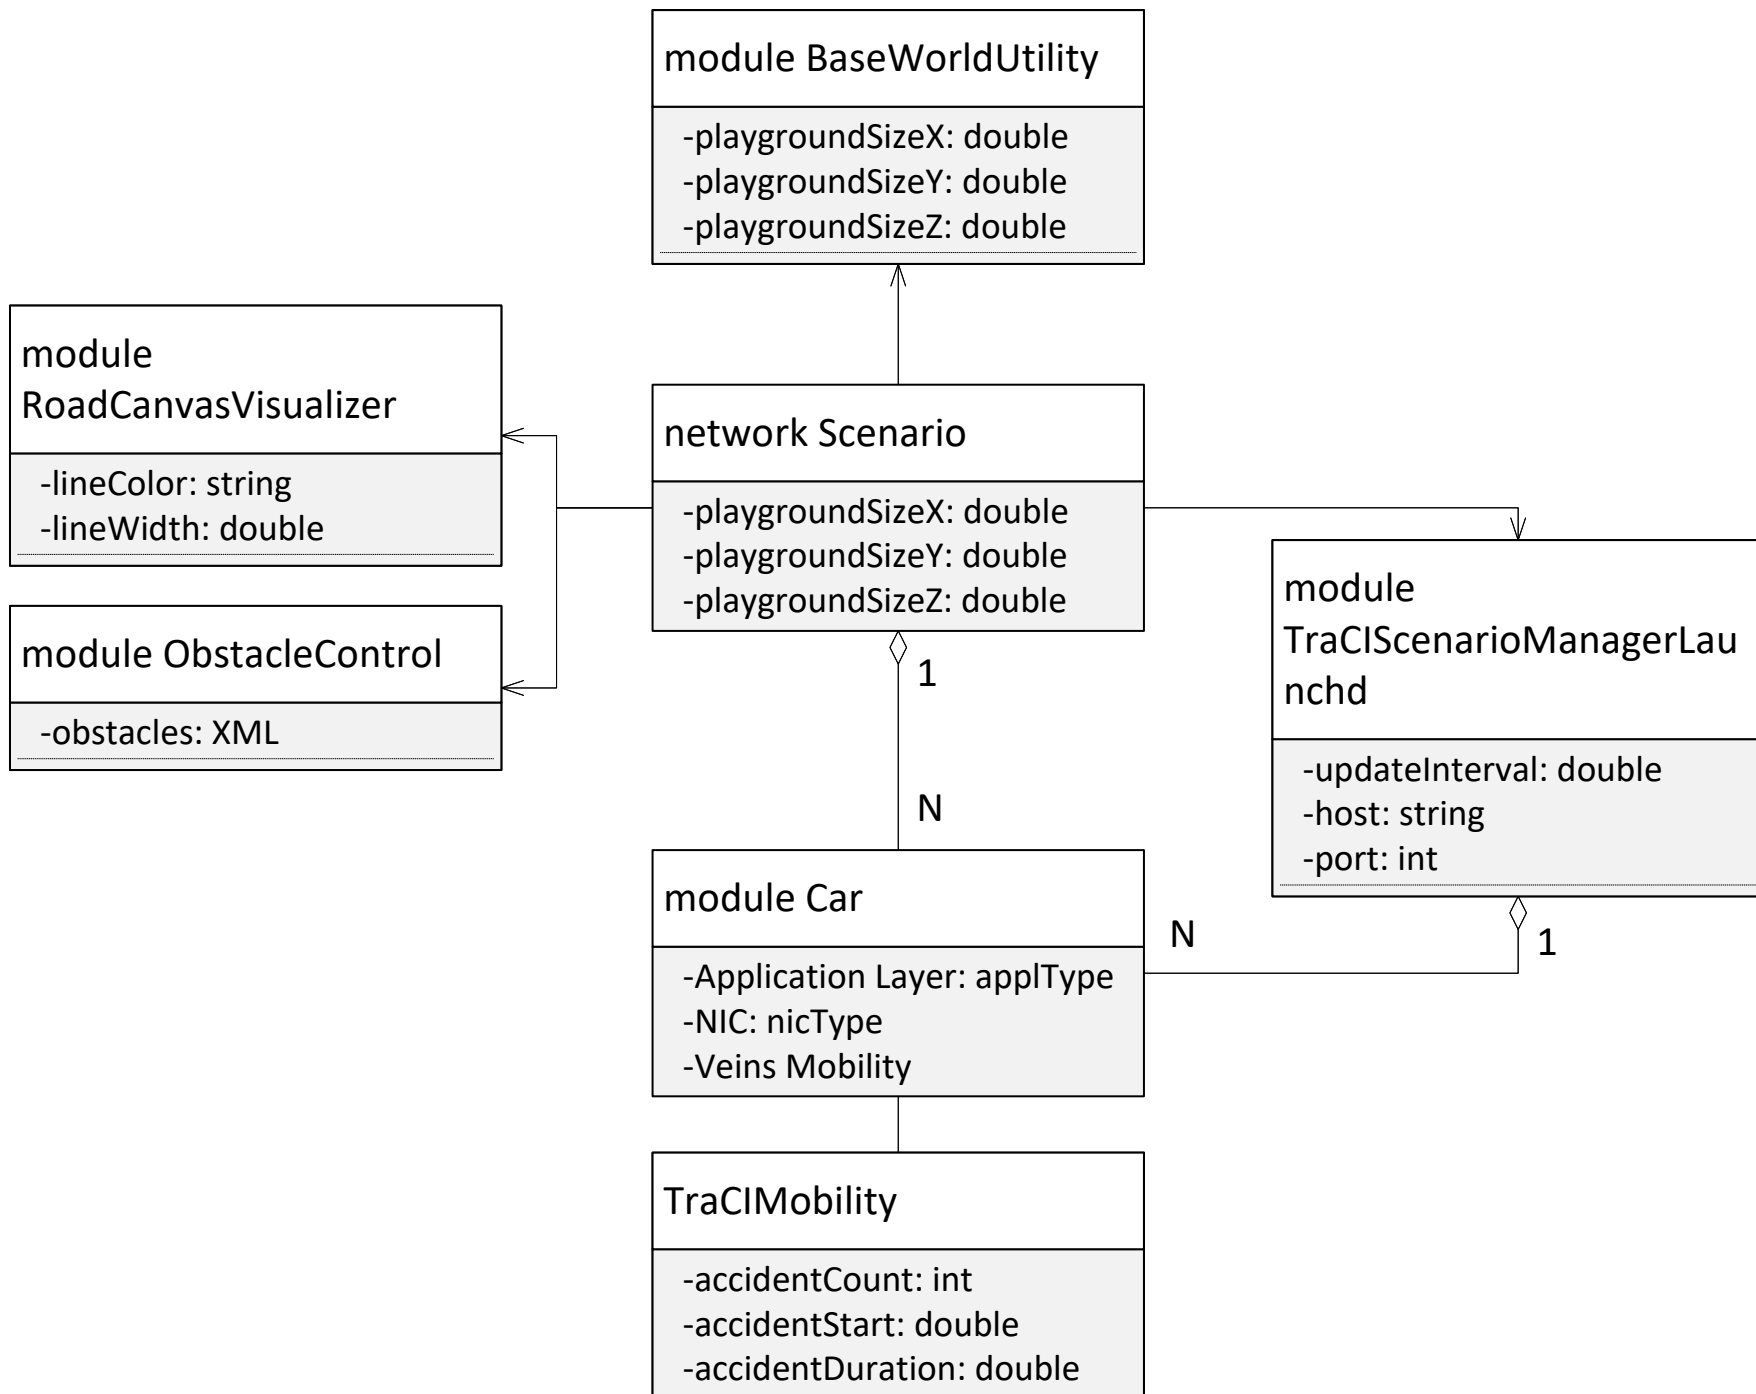 module BaseWorldUtility
-playgroundSizeX: double
-playgroundSizeY: double
-playgroundSizeZ: double
module
RoadCanvasVisualizer
-lineColor: string
-lineWidth: double
module ObstacleControl
-obstacles: XML
network Scenario
-playgroundSizeX: double
-playgroundSizeY: double
-playgroundSizeZ: double
1
N
module
TraCIScenarioManagerLau
nchd
-updateInterval: double
-host: string
-port: int
1
N
module Car
-Application Layer: applType
-NIC: nicType
-Veins Mobility
TraCIMobility
-accidentCount: int
-accidentStart: double
-accidentDuration: double